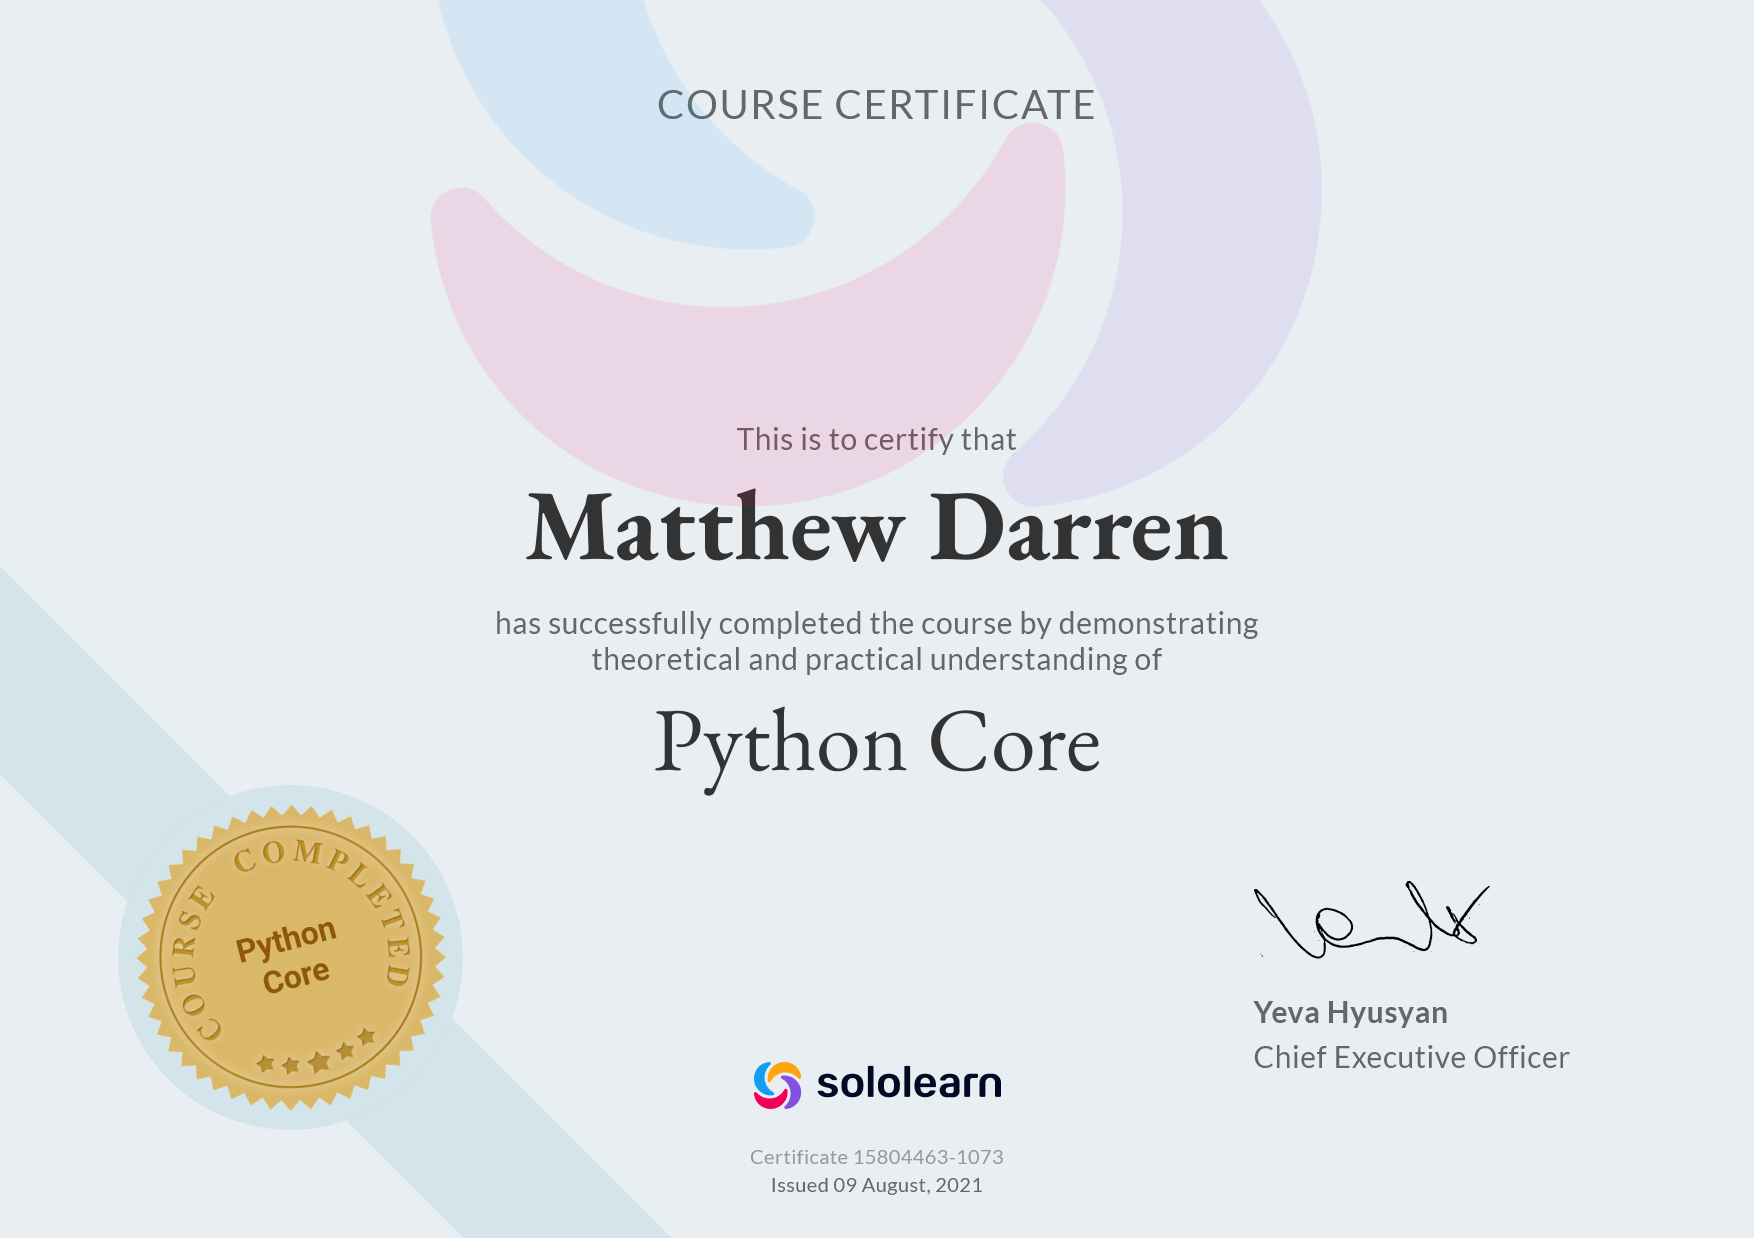 COURSE CERTIFICATE
This is to certify that
Matthew Darren
has successfully completed the course by demonstrating
theoretical and practical understanding of
Python Core
COURSE COMPLETED
Python
Core
Yeva Hyusyan
Chief Executive Officer
sololearn
Certificate 15804463-1073
Issued 09 August, 2021